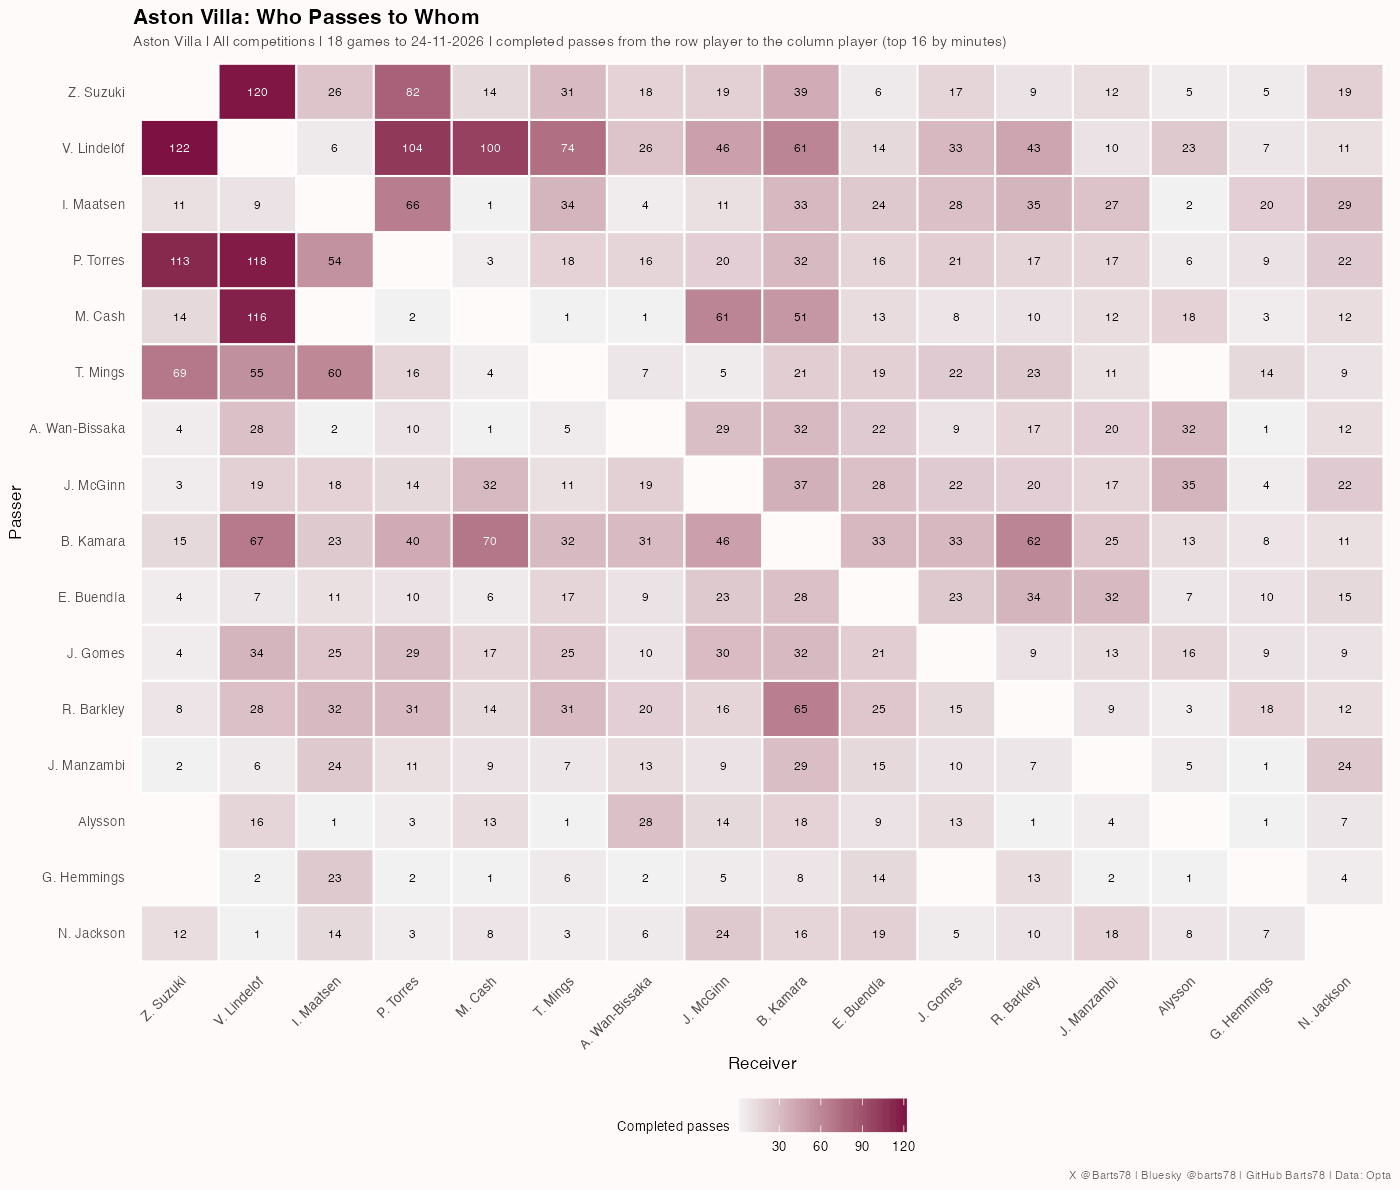 Aston Villa: Who Passes to Whom
Aston Villa | All competitions | 18 games to 24-11-2026 | completed passes from the row player to the column player (top 16 by minutes)
Z. Suzuki 120 26 82 14 31 18 19 39 6 17 9 12 5 5 19
V. Lindelöf 122 6 104 100 74 26 46 61 14 33 43 10 23 7 11
I. Maatsen 11 9 66 1 34 4 11 33 24 28 35 27 2 20 29
P. Torres 113 118 54 3 18 16 20 32 16 21 17 17 6 9 22
M. Cash 14 116 2 1 1 61 51 13 8 10 12 18 3 12
T. Mings 69 55 60 16 4 7 5 21 19 22 23 11 14 9
A. Wan-Bissaka 4 28 2 10 1 5 29 32 22 9 17 20 32 1 12
J. McGinn 3 19 18 14 32 11 19 37 28 22 20 17 35 4 22
B. Kamara 15 67 23 40 70 32 31 46 33 33 62 25 13 8 11
E. Buendía 4 7 11 10 6 17 9 23 28 23 34 32 7 10 15
J. Gomes 4 34 25 29 17 25 10 30 32 21 9 13 16 9 9
R. Barkley 8 28 32 31 14 31 20 16 65 25 15 9 3 18 12
J. Manzambi 2 6 24 11 9 7 13 9 29 15 10 7 5 1 24
Alysson 16 1 3 13 1 28 14 18 9 13 1 4 1 7
G. Hemmings 2 23 2 1 6 2 5 8 14 13 2 1 4
N. Jackson 12 1 14 3 8 3 6 24 16 19 5 10 18 8 7
Passer
Z. Suzuki V. Lindelöf I. Maatsen P. Torres M. Cash T. Mings A. Wan-Bissaka J. McGinn B. Kamara E. Buendía J. Gomes R. Barkley J. Manzambi Alysson G. Hemmings N. Jackson
Receiver
Completed passes
30 60 90 120
X @Barts78 | Bluesky @barts78 | GitHub Barts78 | Data: Opta